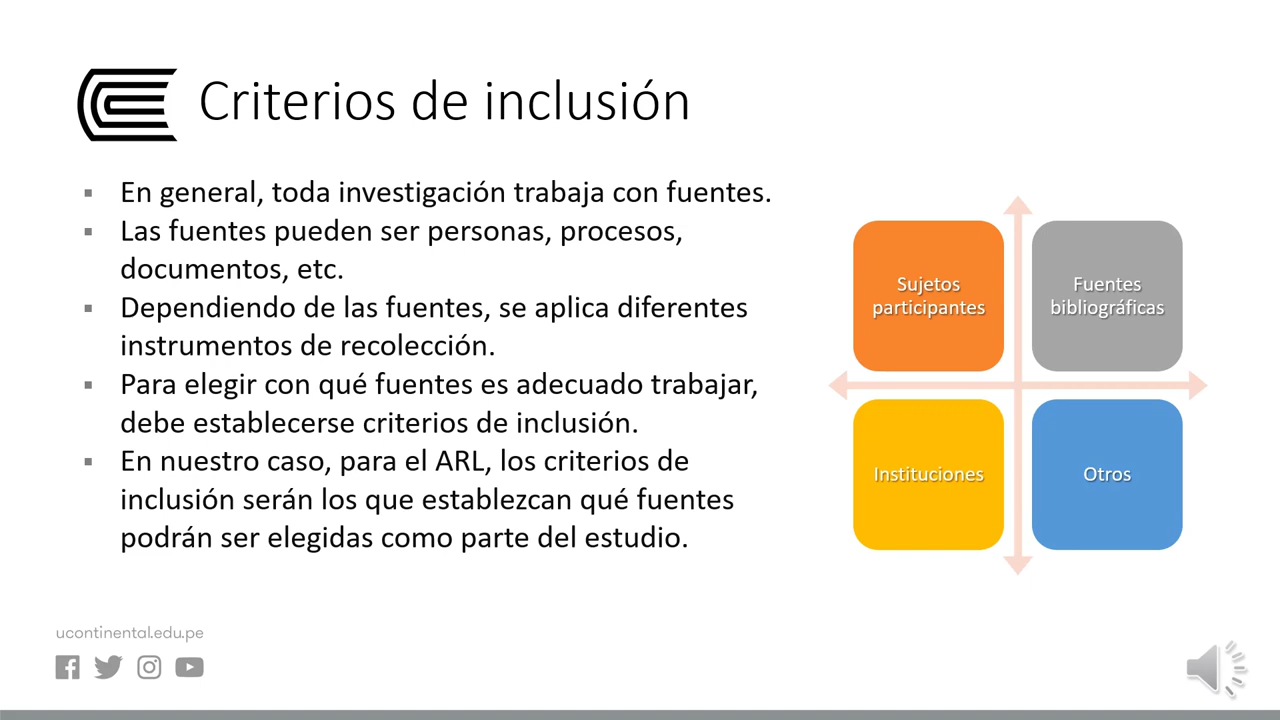 Criterios de inclusión
▪ En general, toda investigación trabaja con fuentes.
▪ Las fuentes pueden ser personas, procesos,
documentos, etc.
▪ Dependiendo de las fuentes, se aplica diferentes
instrumentos de recolección.
▪ Para elegir con qué fuentes es adecuado trabajar,
debe establecerse criterios de inclusión.
▪ En nuestro caso, para el ARL, los criterios de
inclusión serán los que establezcan qué fuentes
podrán ser elegidas como parte del estudio.
Sujetos
participantes
Fuentes
bibliográficas
Instituciones
Otros
ucontinental.edu.pe